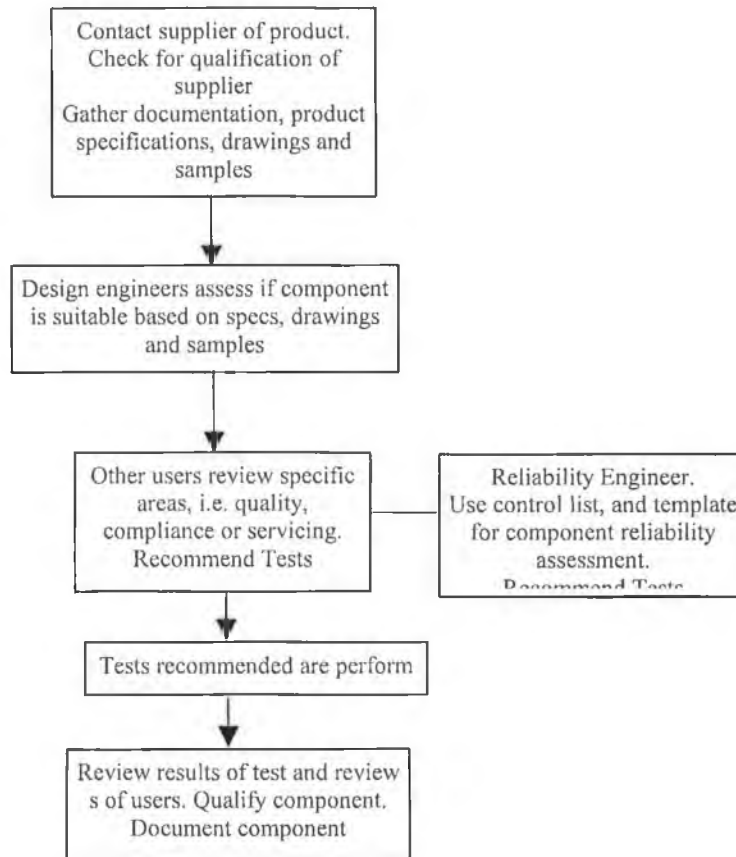 Contact supplier of product.
Check for qualification of
supplier
Gather documentation, product
specifications, drawings and
samples
Design engineers assess if component
is suitable based on specs, drawings
and samples
Other users review specific
areas, i.e. quality,
compliance or servicing.
Recommend Tests
Reliability Engineer.
Use control list, and template
for component reliability
assessment.
Recommend Tests
Tests recommended are perform
Review results of test and review
s of users. Qualify component.
Document component